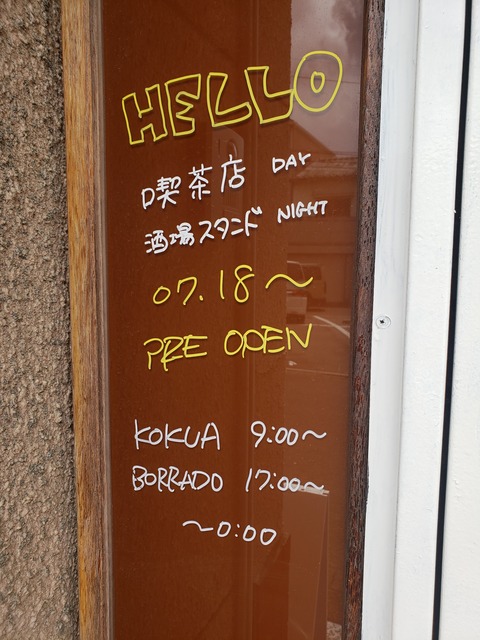 HELLO
喫茶店 DAY
酒場スタンド NIGHT
07.18～
PRE OPEN
KOKUA 9:00～
BORRADO 17:00～
～0:00